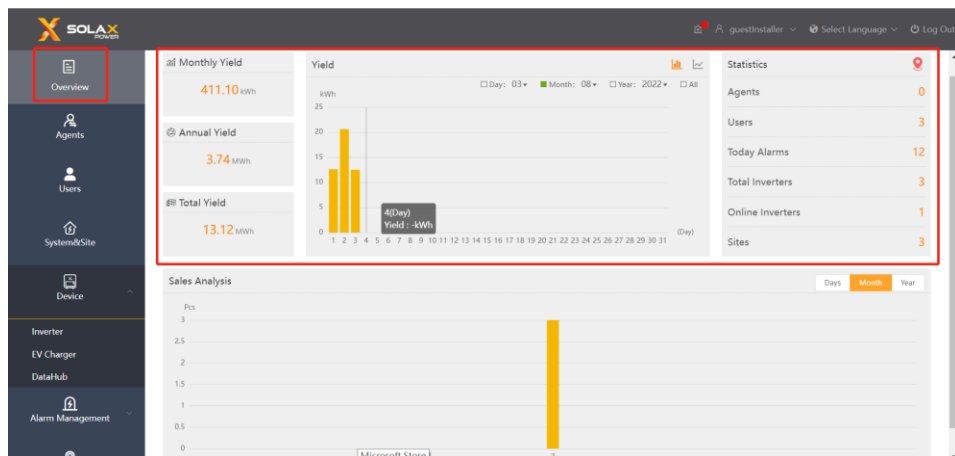 SOLAX
POWER
guestInstaller
Select Language
Log Out
Overview
Agents
Users
System&Site
Device
Inverter
EV Charger
DataHub
Alarm Management
Monthly Yield
411.10 kWh
Annual Yield
3.74 MWh
Total Yield
13.12 MWh
Yield
Day: 03 Month: 08 Year: 2022 All
kWh
25
20
15
10
5
0
4(Day)
Yield : -kWh
1 2 3 4 5 6 7 8 9 10 11 12 13 14 15 16 17 18 19 20 21 22 23 24 25 26 27 28 29 30 31
(Day)
Statistics
Agents 0
Users 3
Today Alarms 12
Total Inverters 3
Online Inverters 1
Sites 3
Sales Analysis
Days Month Year
Pcs
3
2.5
2
1.5
1
0.5
0
Microsoft Store
7